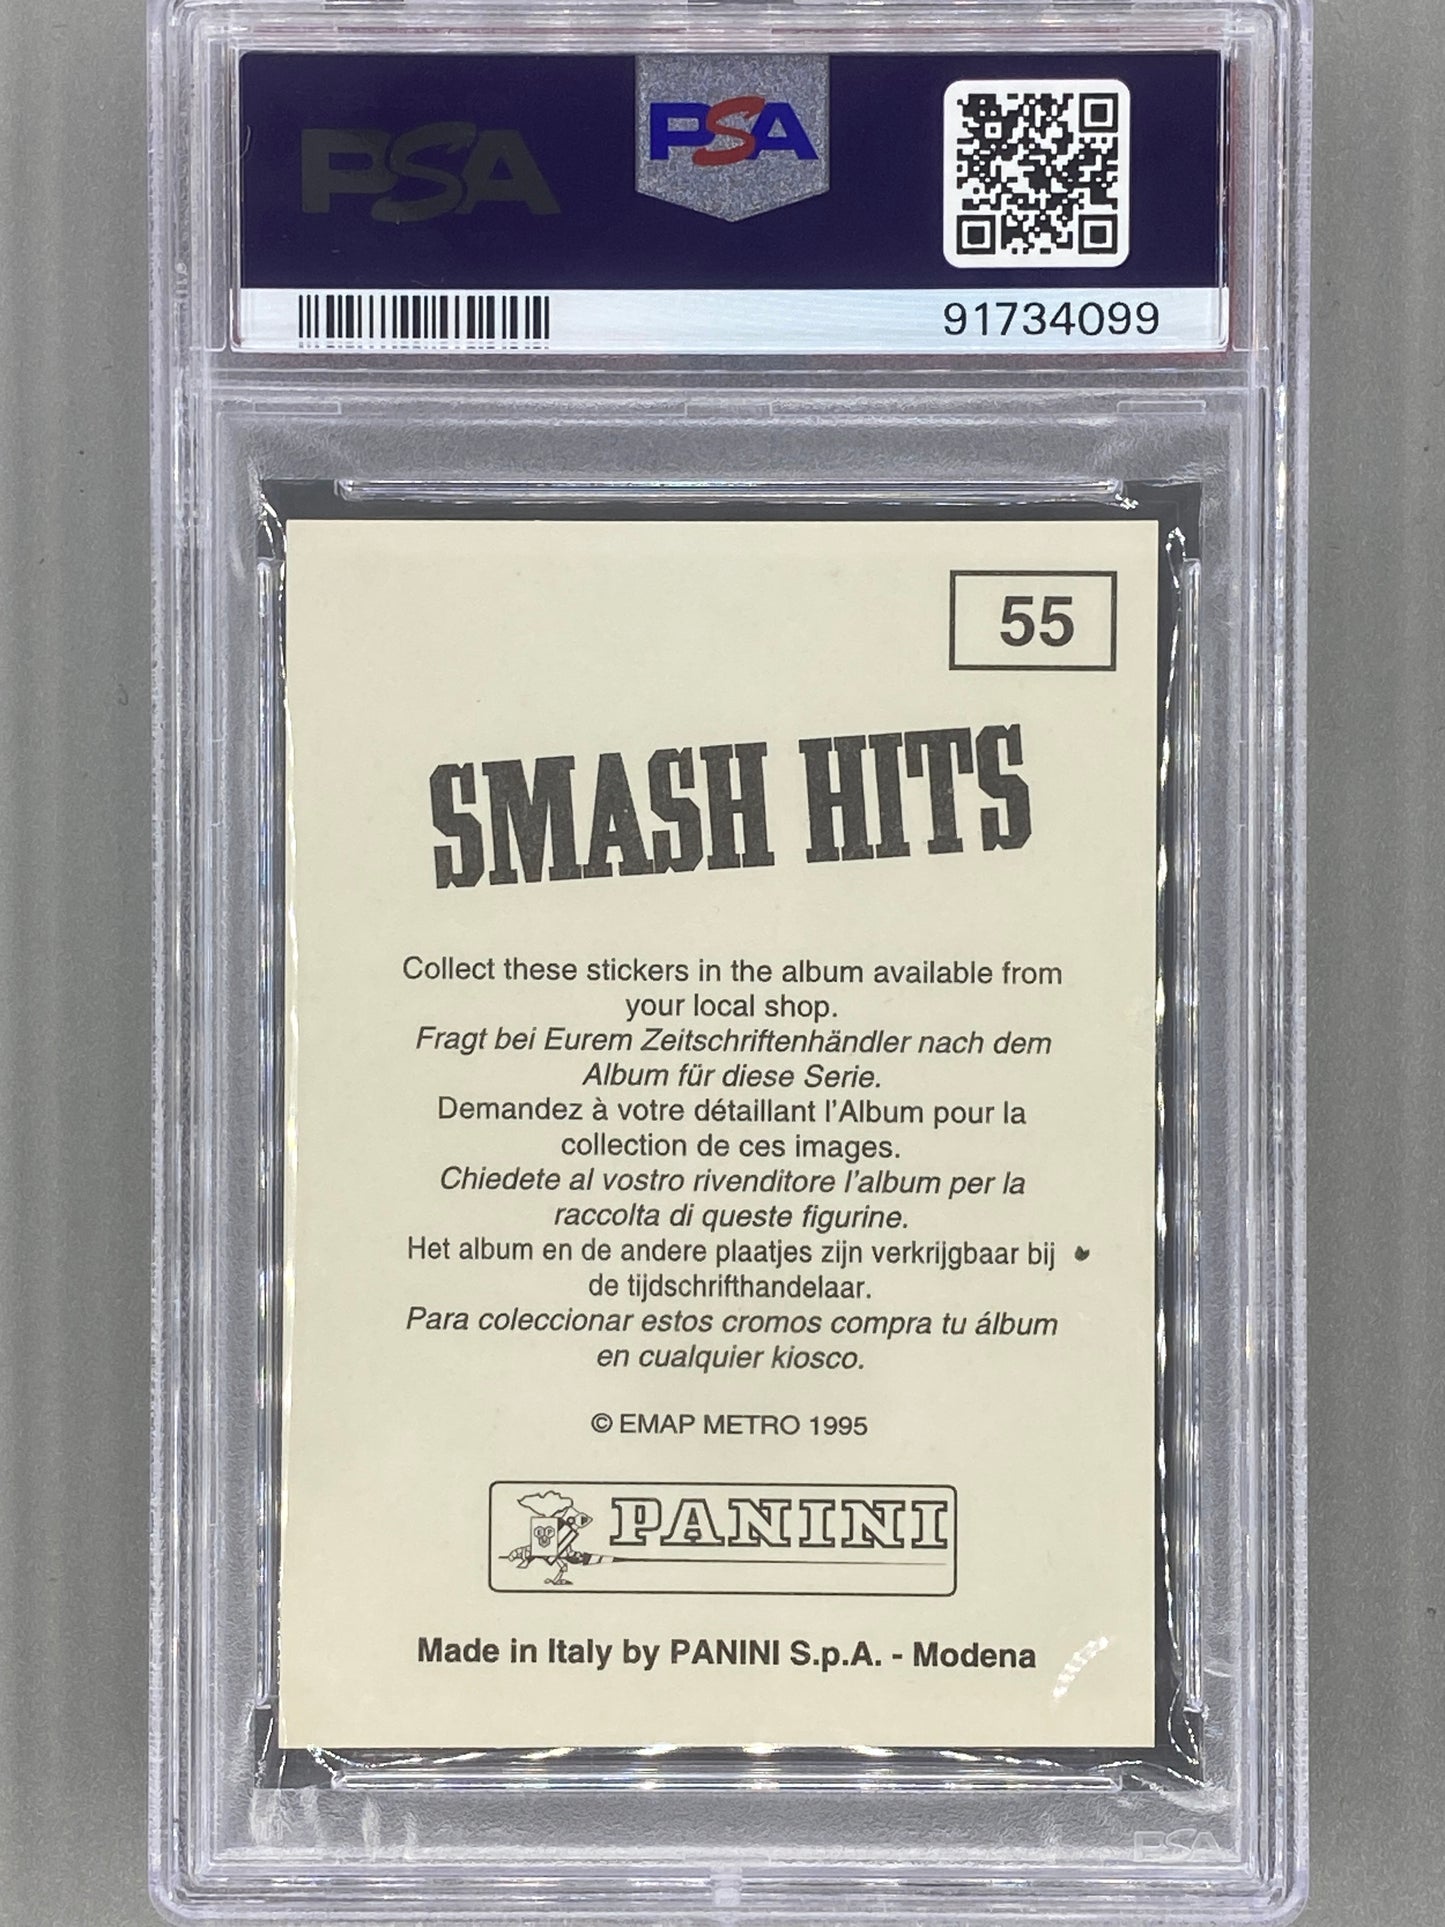 PSA
PSA
91734099
55
SMASH HITS
Collect these stickers in the album available from
your local shop.
Fragt bei Eurem Zeitschriftenhändler nach dem
Album für diese Serie.
Demandez à votre détaillant l'Album pour la
collection de ces images.
Chiedete al vostro rivenditore l'album per la
raccolta di queste figurine.
Het album en de andere plaatjes zijn verkrijgbaar bij
de tijdschrifthandelaar.
Para coleccionar estos cromos compra tu álbum
en cualquier kiosco.
© EMAP METRO 1995
PANINI
Made in Italy by PANINI S.p.A. - Modena
PSA